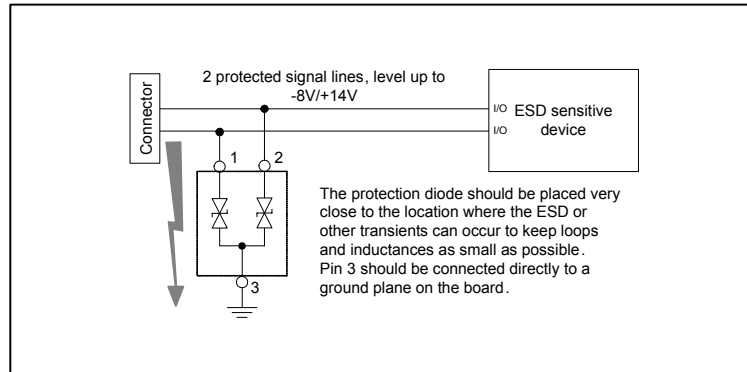 2 protected signal lines, level up to
-8V/+14V
Connector
I/O
I/O
ESD sensitive
device
1
2
3
The protection diode should be placed very
close to the location where the ESD or
other transients can occur to keep loops
and inductances as small as possible.
Pin 3 should be connected directly to a
ground plane on the board.